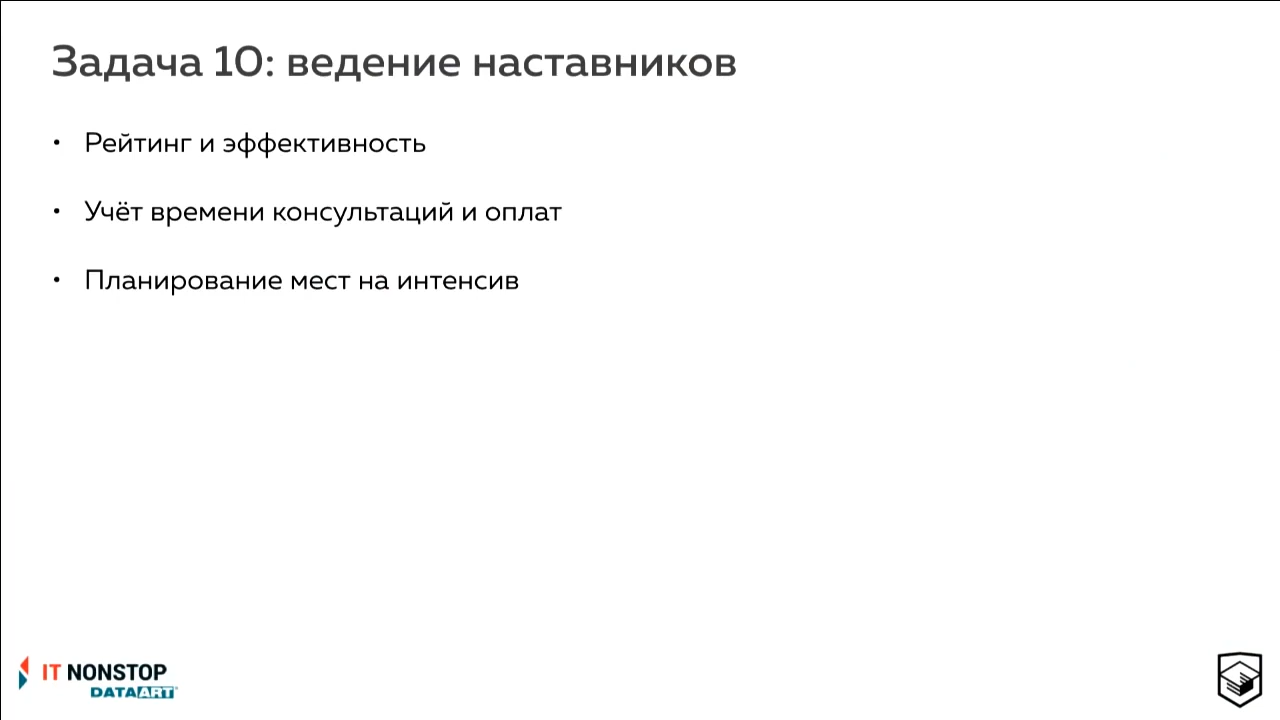 Задача 10: ведение наставников
• Рейтинг и эффективность
• Учёт времени консультаций и оплат
• Планирование мест на интенсив
IT NONSTOP
DATAART